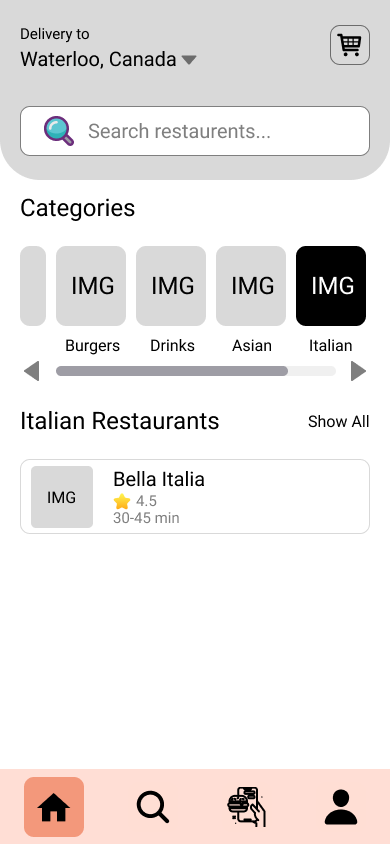 Delivery to
Waterloo, Canada
Search restaurents...
Categories
IMG IMG IMG IMG
Burgers Drinks Asian Italian
Italian Restaurants Show All
IMG
Bella Italia
4.5
30-45 min